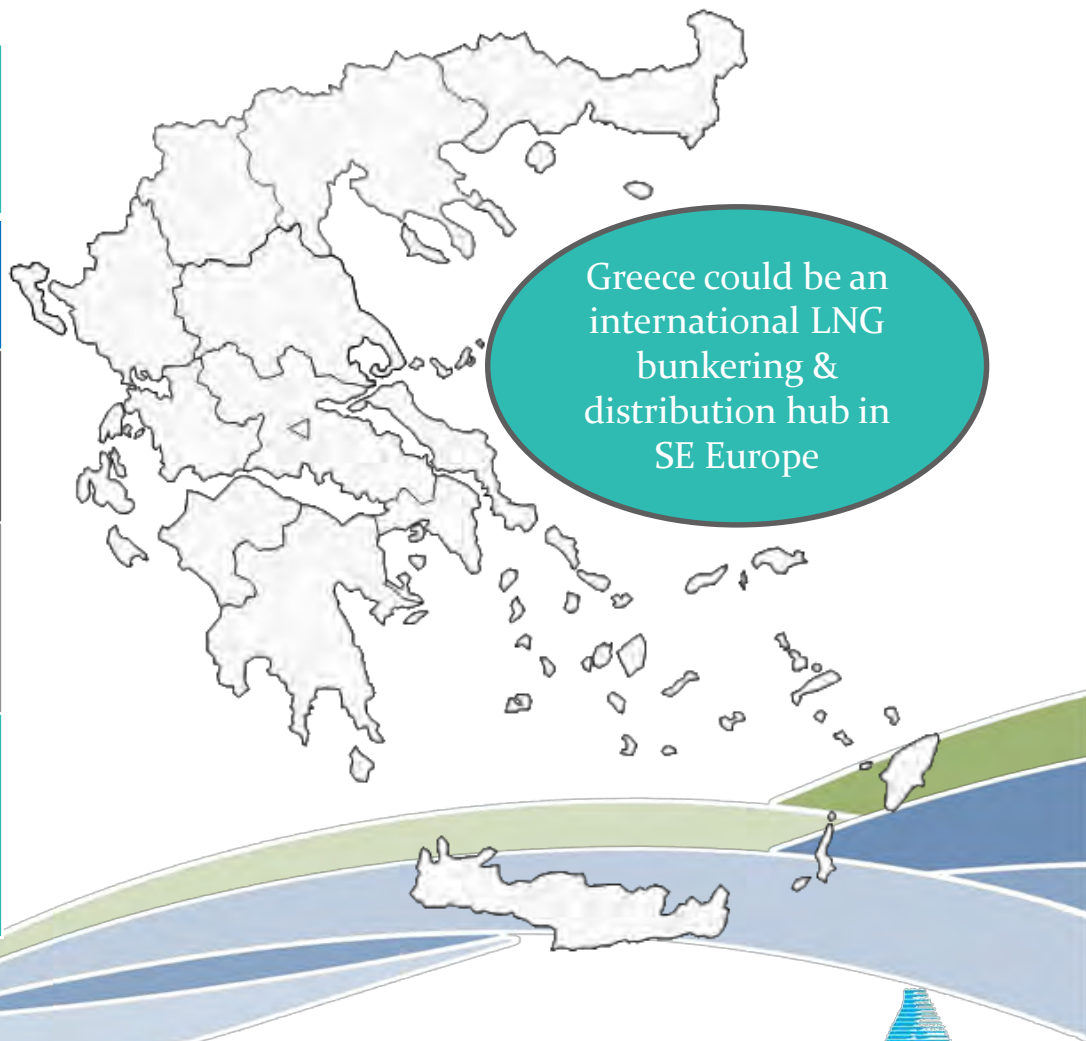 Greece could be an
international LNG
bunkering &
distribution hub in
SE Europe